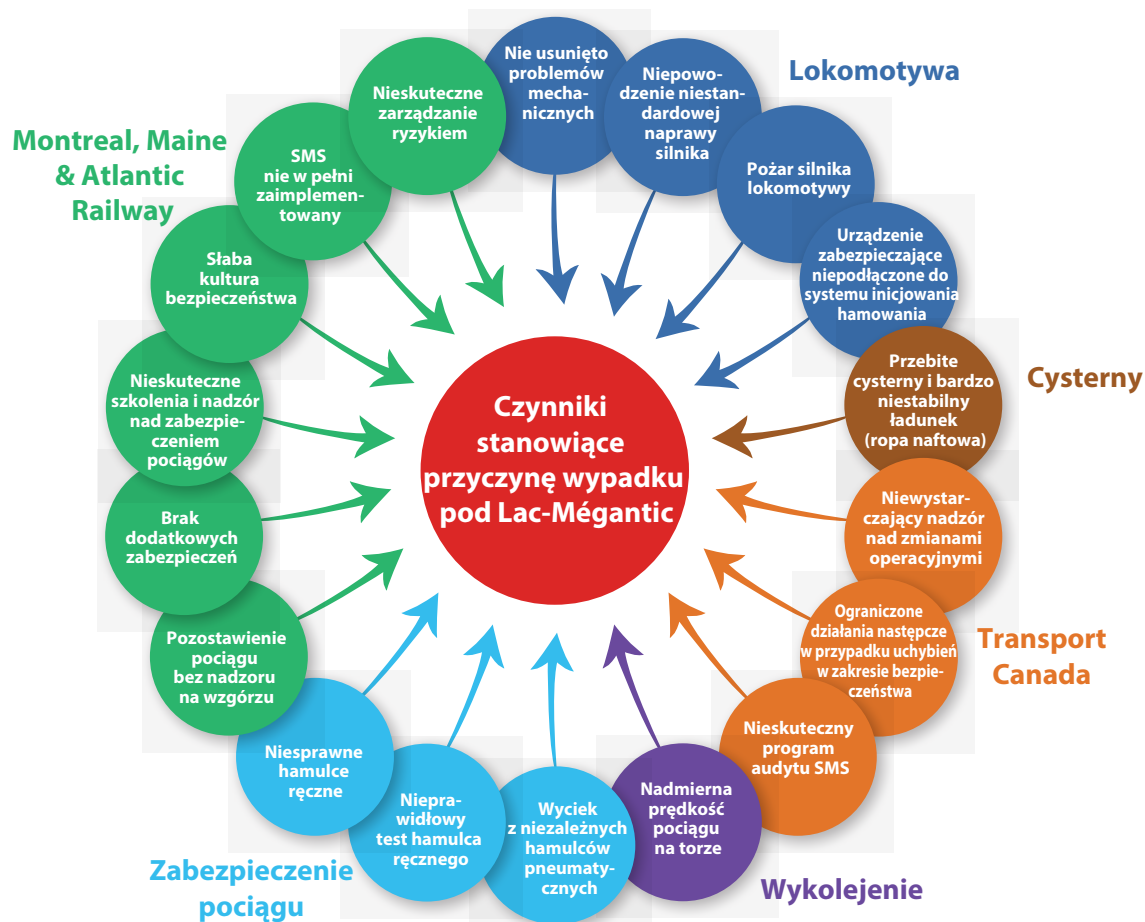 Nie usunięto
problemów
mecha-
nicznych
Niepowo-
dzenie niestan-
dardowej
naprawy
silnika
Lokomotywa
Pożar silnika
lokomotywy
Urządzenie
zabezpieczające
niepodłączone do
systemu inicjowania
hamowania
Przebite
cysterny i bardzo
niestabilny
ładunek
(ropa naftowa)
Cysterny
Niewystar-
czający nadzór
nad zmianami
operacyjnymi
Ograniczone
działania następcze
w przypadku uchybień
w zakresie bezpie-
czeństwa
Transport
Canada
Nieskuteczny
program
audytu SMS
Nadmierna
prędkość
pociągu
na torze
Wykolejenie
Wyciek
z niezależnych
hamulców
pneumaty-
cznych
Niepra-
widłowy
test hamulca
ręcznego
Niesprawne
hamulce
ręczne
Zabezpieczenie
pociągu
Pozostawienie
pociągu
bez nadzoru
na wzgórzu
Brak
dodatkowych
zabezpieczeń
Nieskuteczne
szkolenia i nadzór
nad zabezpie-
czeniem
pociągów
Słaba
kultura
bezpieczeństwa
SMS
nie w pełni
zaimplemen-
towany
Nieskuteczne
zarządzanie
ryzykiem
Montreal, Maine
& Atlantic
Railway
Czynniki
stanowiące
przyczynę wypadku
pod Lac-Mégantic